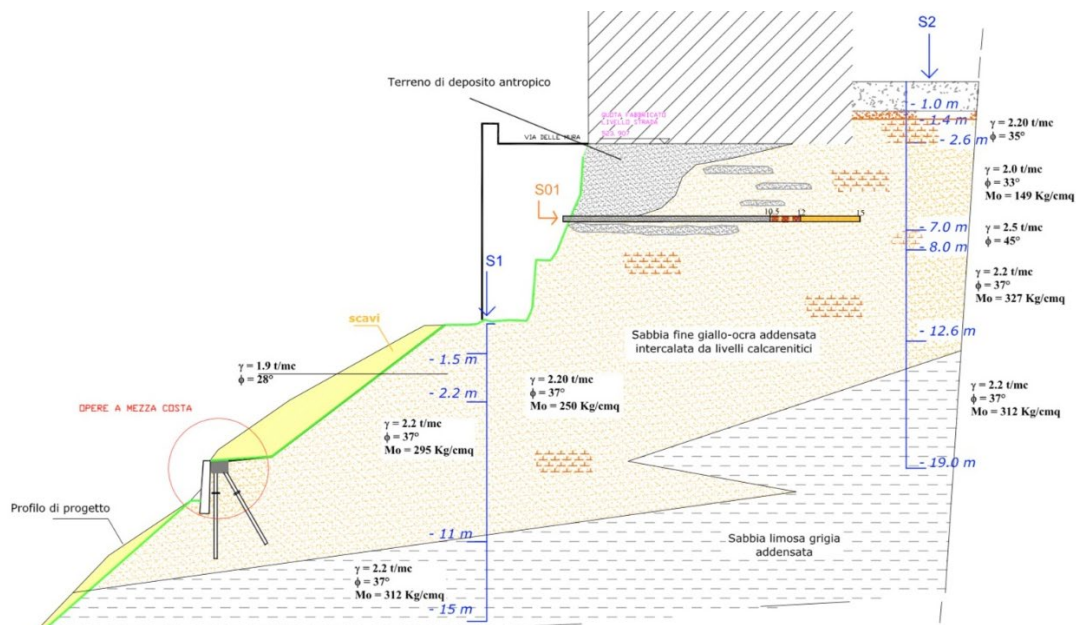 S2
Terreno di deposito antropico
QUOTA FABBRICATO
LIVELLO STRADA
VIA DELLE MURA
- 1.0 m
- 1.4 m
- 2.6 m
γ = 2.20 t/mc
ϕ = 35°
γ = 2.0 t/mc
ϕ = 33°
Mo = 149 Kg/cmq
S01
10.5
12
15
- 7.0 m
- 8.0 m
γ = 2.5 t/mc
ϕ = 45°
S1
γ = 2.2 t/mc
ϕ = 37°
Mo = 327 Kg/cmq
scavi
Sabbia fine giallo-ocra addensata
intercalata da livelli calcarenitici
- 12.6 m
- 1.5 m
γ = 1.9 t/mc
ϕ = 28°
- 2.2 m
γ = 2.20 t/mc
ϕ = 37°
Mo = 250 Kg/cmq
γ = 2.2 t/mc
ϕ = 37°
Mo = 312 Kg/cmq
OPERE A MEZZA COSTA
γ = 2.2 t/mc
ϕ = 37°
Mo = 295 Kg/cmq
- 19.0 m
Profilo di progetto
- 11 m
Sabbia limosa grigia
addensata
γ = 2.2 t/mc
ϕ = 37°
Mo = 312 Kg/cmq
- 15 m